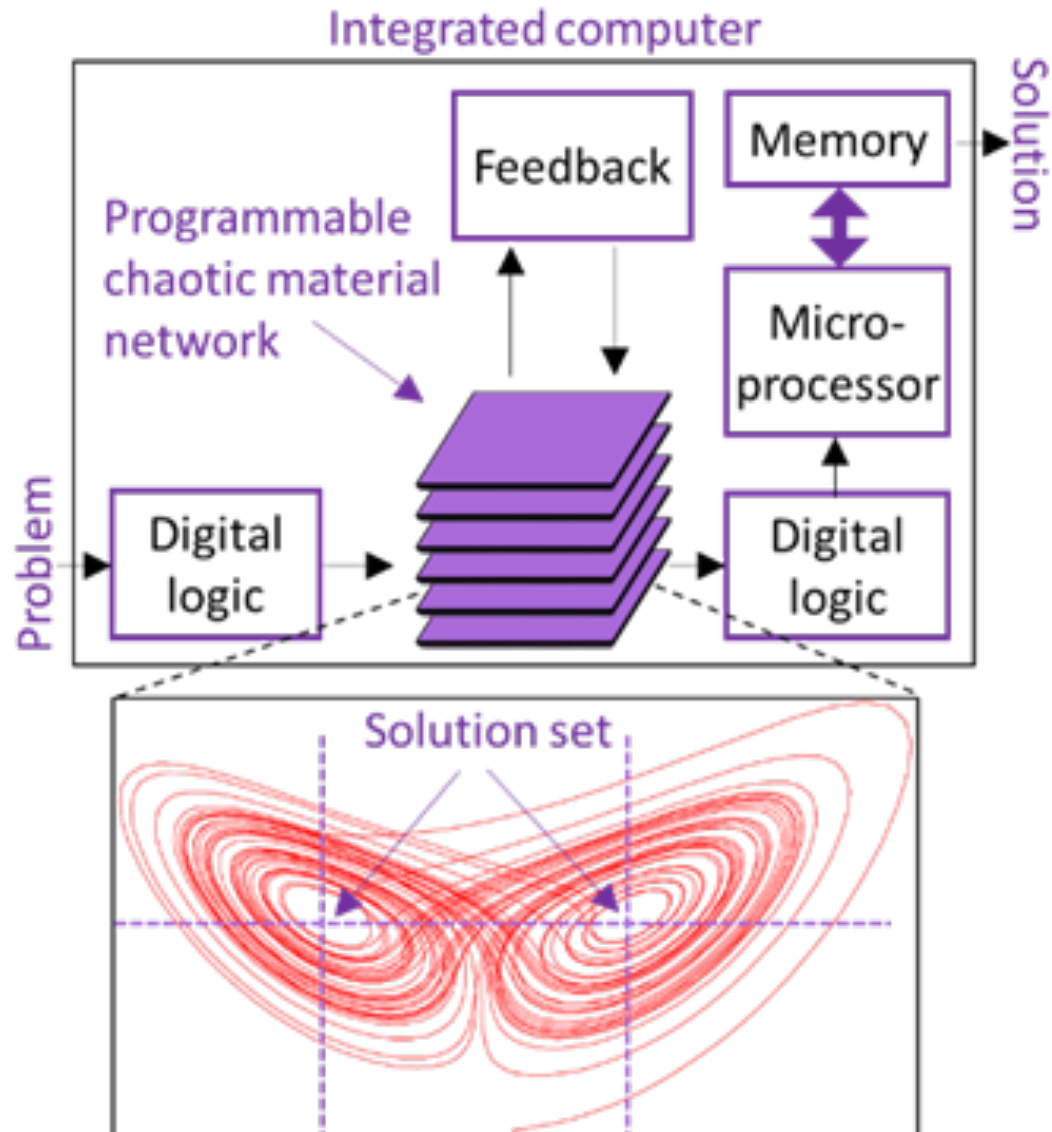 Integrated computer
Solution
Feedback
Memory
Programmable
chaotic material
network
Micro-
processor
Problem
Digital
logic
Digital
logic
Solution set